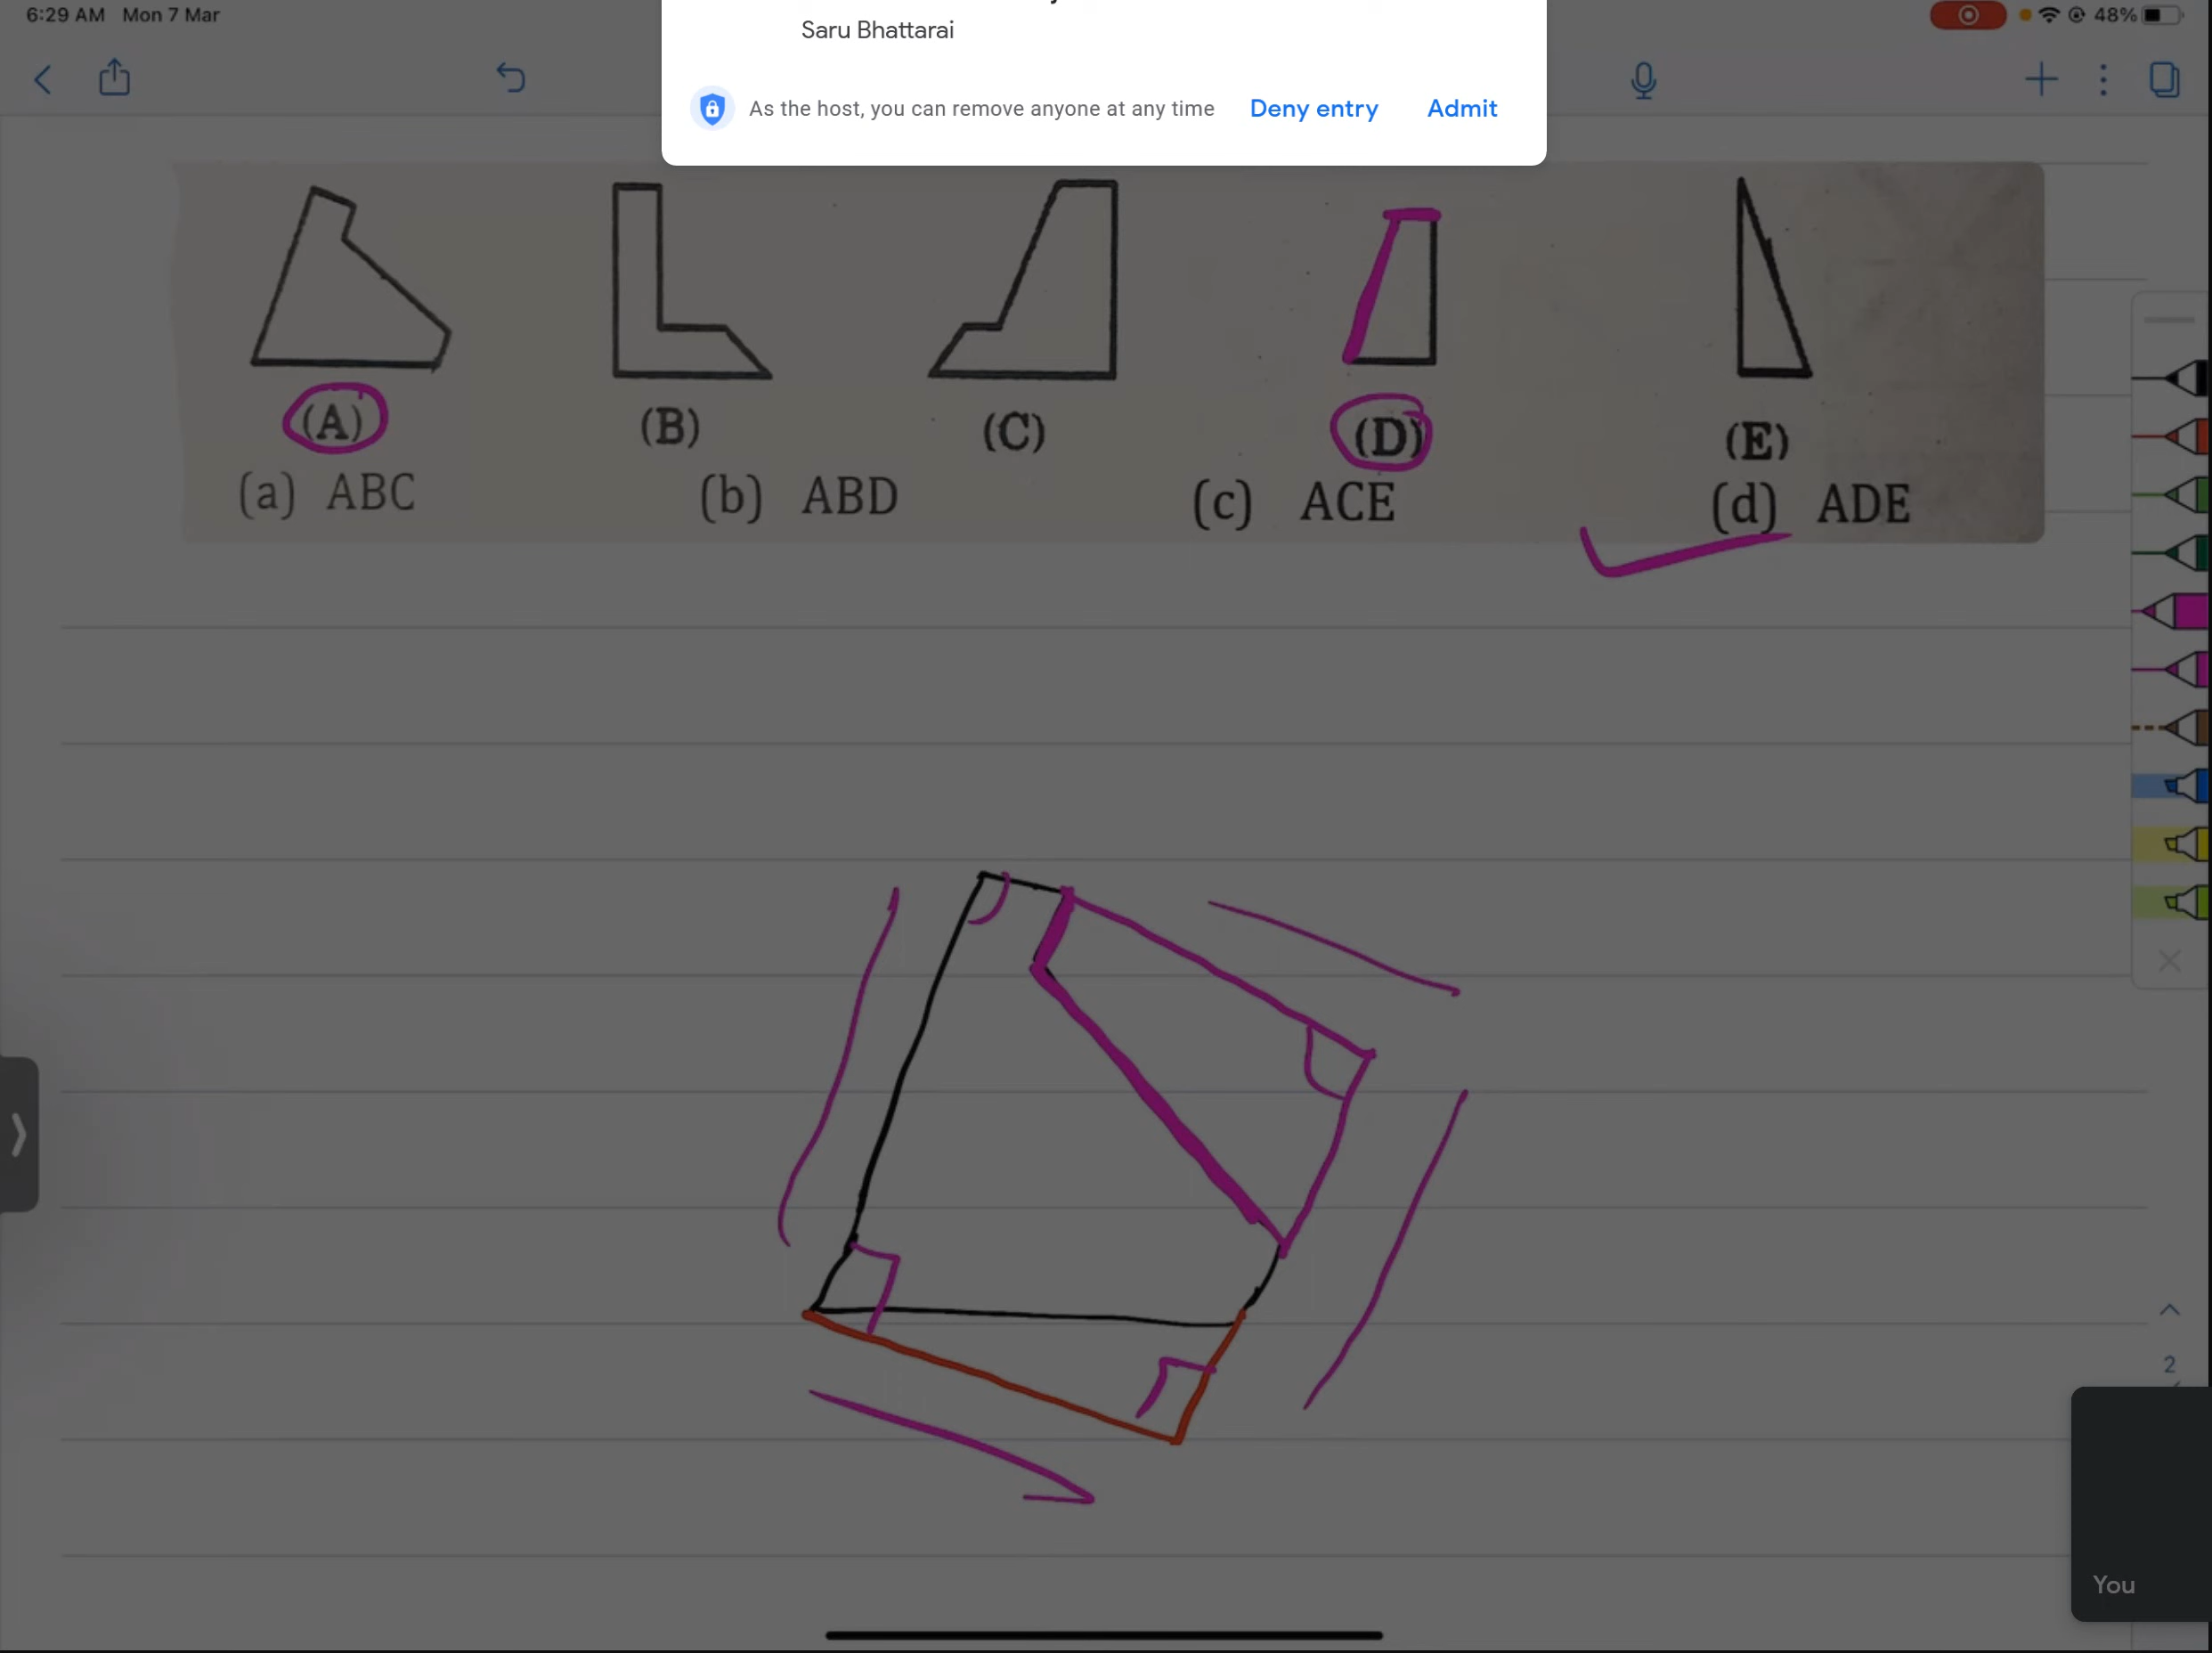 6:29 AM Mon 7 Mar
48%
Saru Bhattarai
As the host, you can remove anyone at any time Deny entry Admit
(A) (B) (C) (D) (E)
(a) ABC (b) ABD (c) ACE (d) ADE
2
You